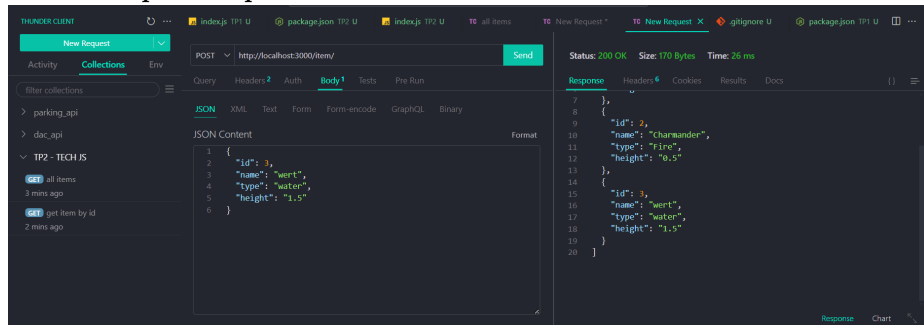 THUNDER CLIENT
index.js TP1 U
package.json TP2 U
index.js TP2 U
TC all items
TC New Request *
TC New Request ×
.gitignore U
package.json TP1 U
New Request
Activity Collections Env
filter collections
> parking_api
> dac_api
TP2 - TECH JS
GET all items
3 mins ago
GET get item by id
2 mins ago
POST http://localhost:3000/item/ Send
Query Headers 2 Auth Body 1 Tests Pre Run
JSON XML Text Form Form-encode GraphQL Binary
JSON Content Format
1 {
2 "id": 3,
3 "name": "wert",
4 "type": "water",
5 "height": "1.5"
6 }
Status: 200 OK Size: 170 Bytes Time: 26 ms
Response Headers 6 Cookies Results Docs { }
7 },
8 {
9 "id": 2,
10 "name": "Charmander",
11 "type": "Fire",
12 "height": "0.5"
13 },
14 {
15 "id": 3,
16 "name": "wert",
17 "type": "water",
18 "height": "1.5"
19 }
20 ]
Response Chart